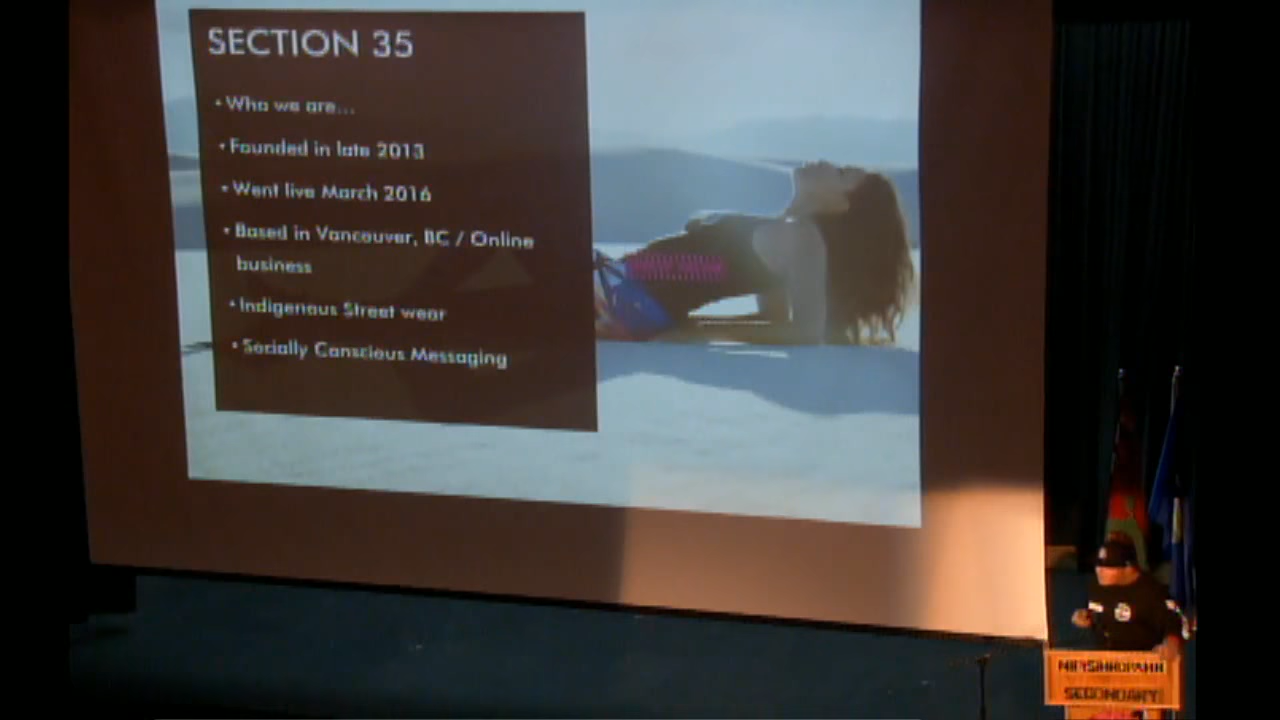 SECTION 35
• Who we are...
• Founded in late 2013
• Went live March 2016
• Based in Vancouver, BC / Online
business
• Indigenous Street wear
• Socially Conscious Messaging
SECONDARY